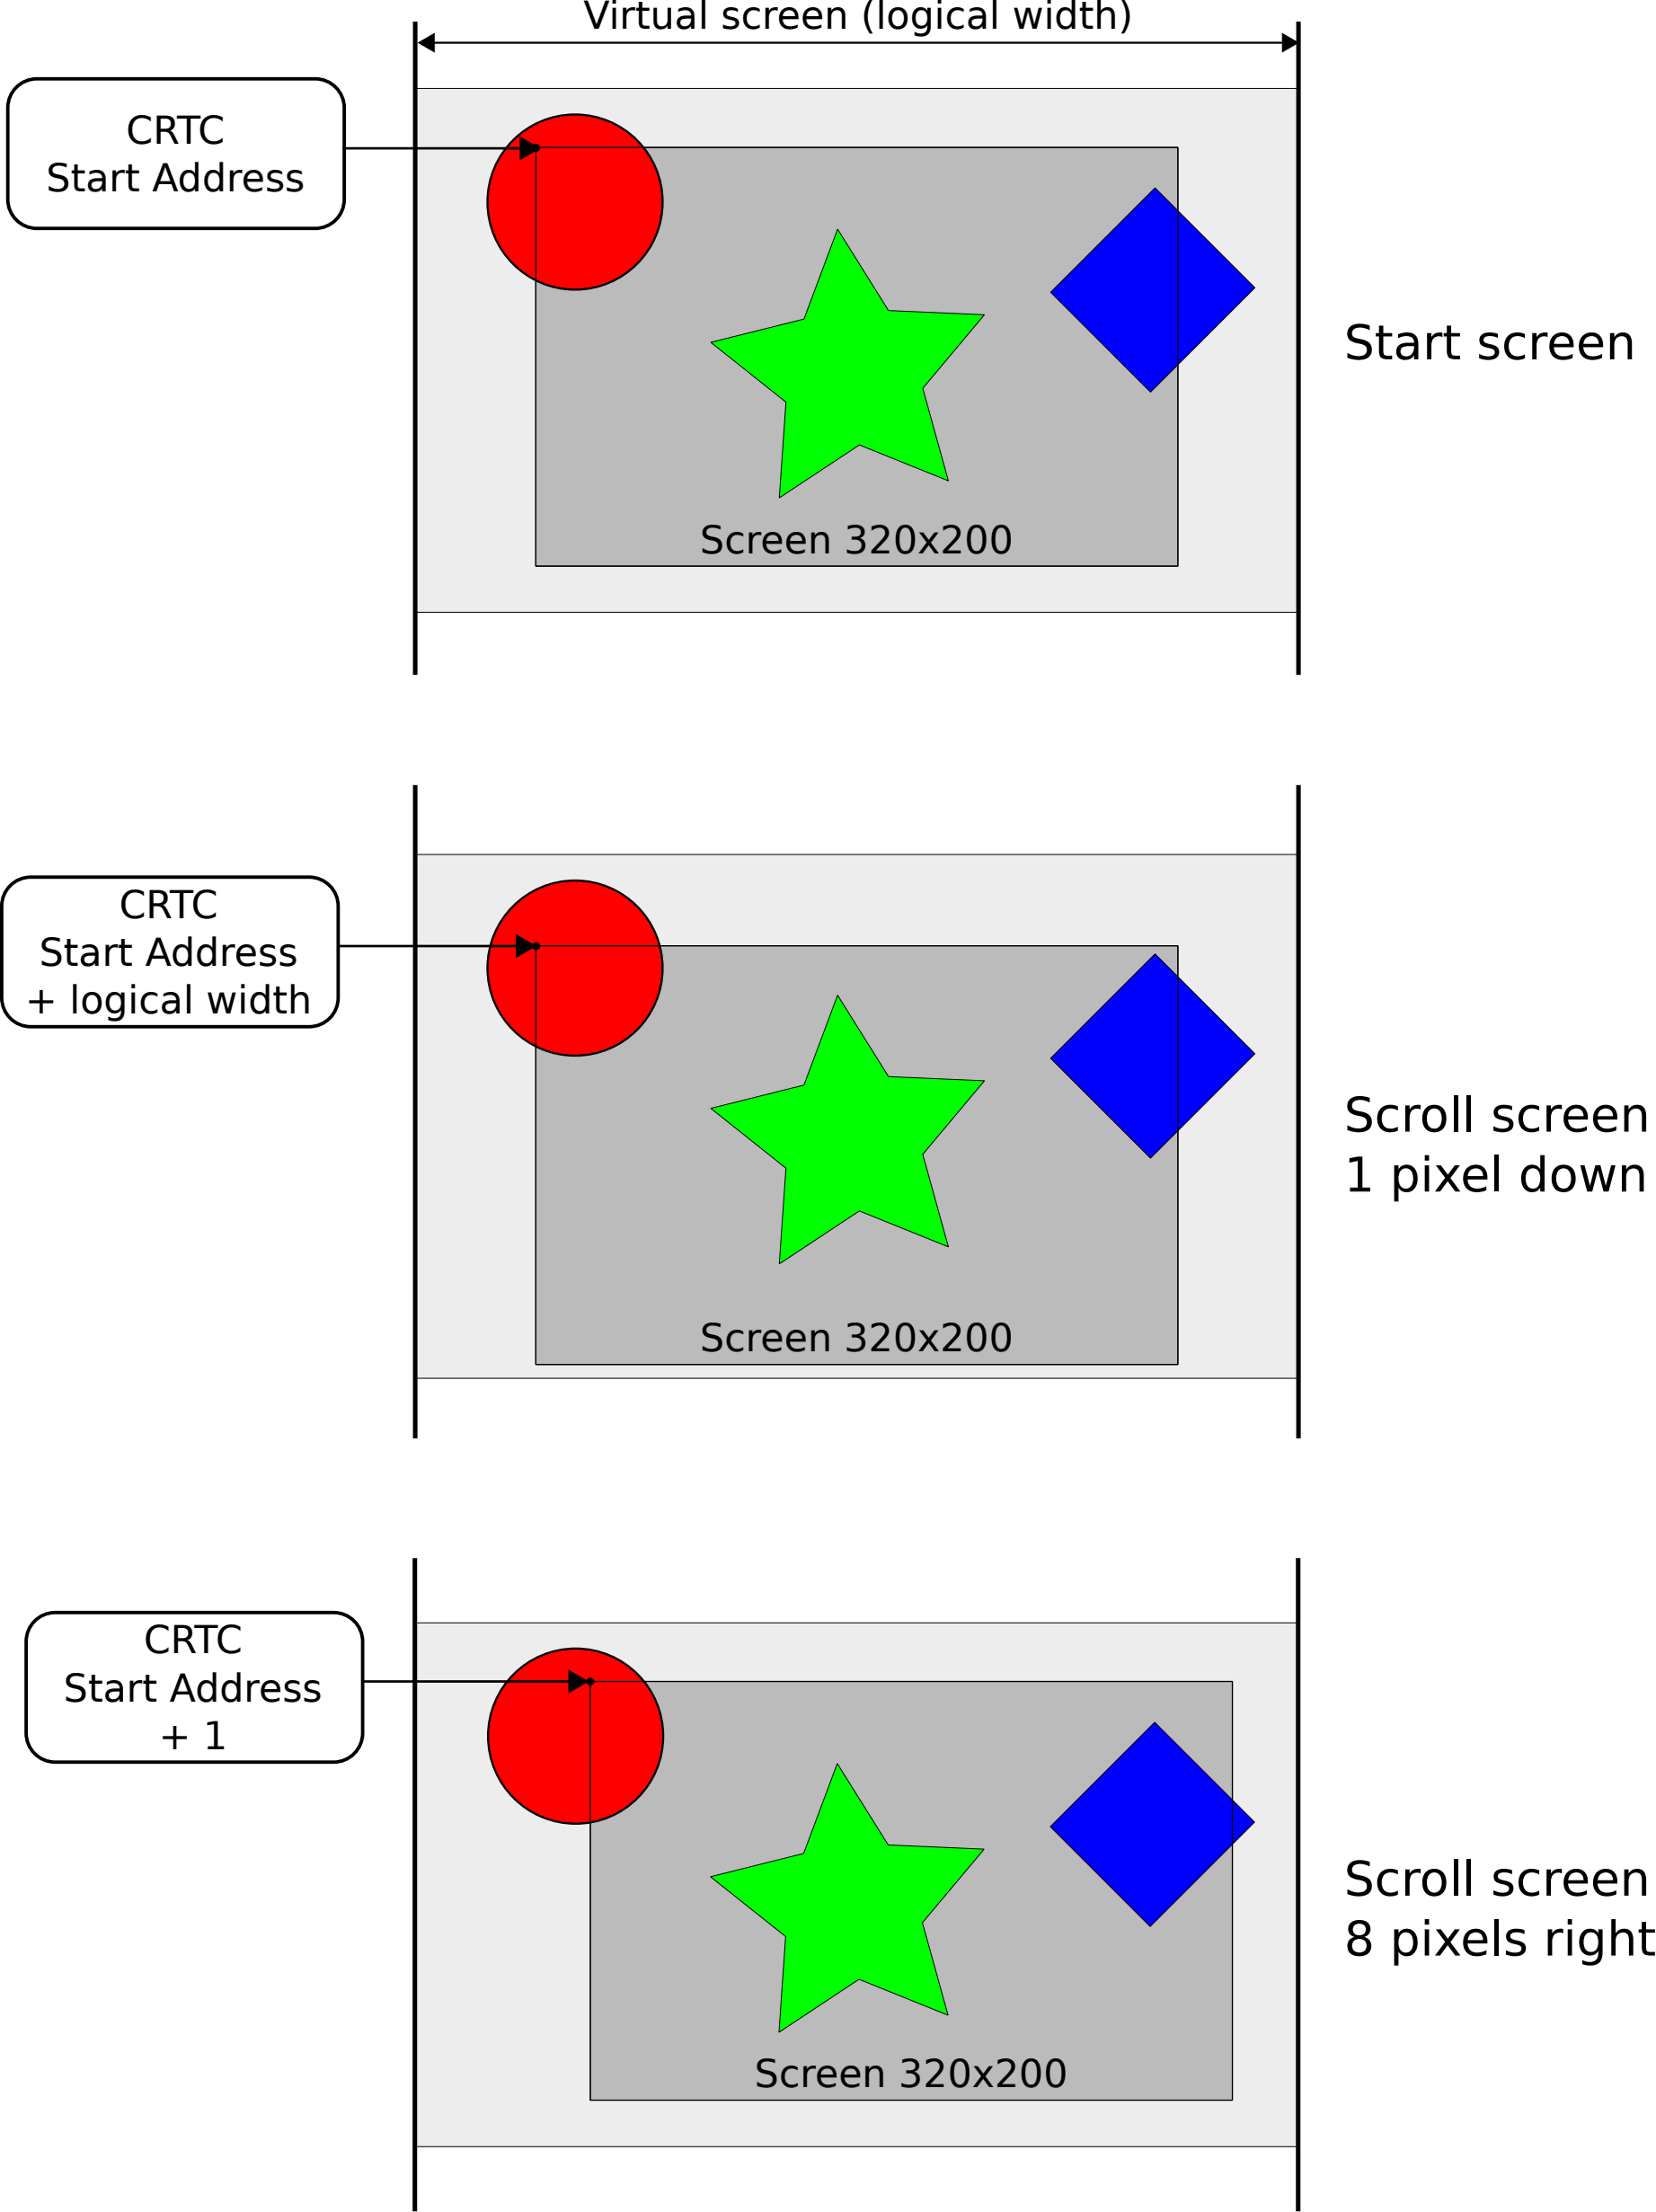 Virtual screen (logical width)
CRTC
Start Address
Start screen
Screen 320x200
CRTC
Start Address
+ logical width
Scroll screen
1 pixel down
Screen 320x200
CRTC
Start Address
+ 1
Scroll screen
8 pixels right
Screen 320x200